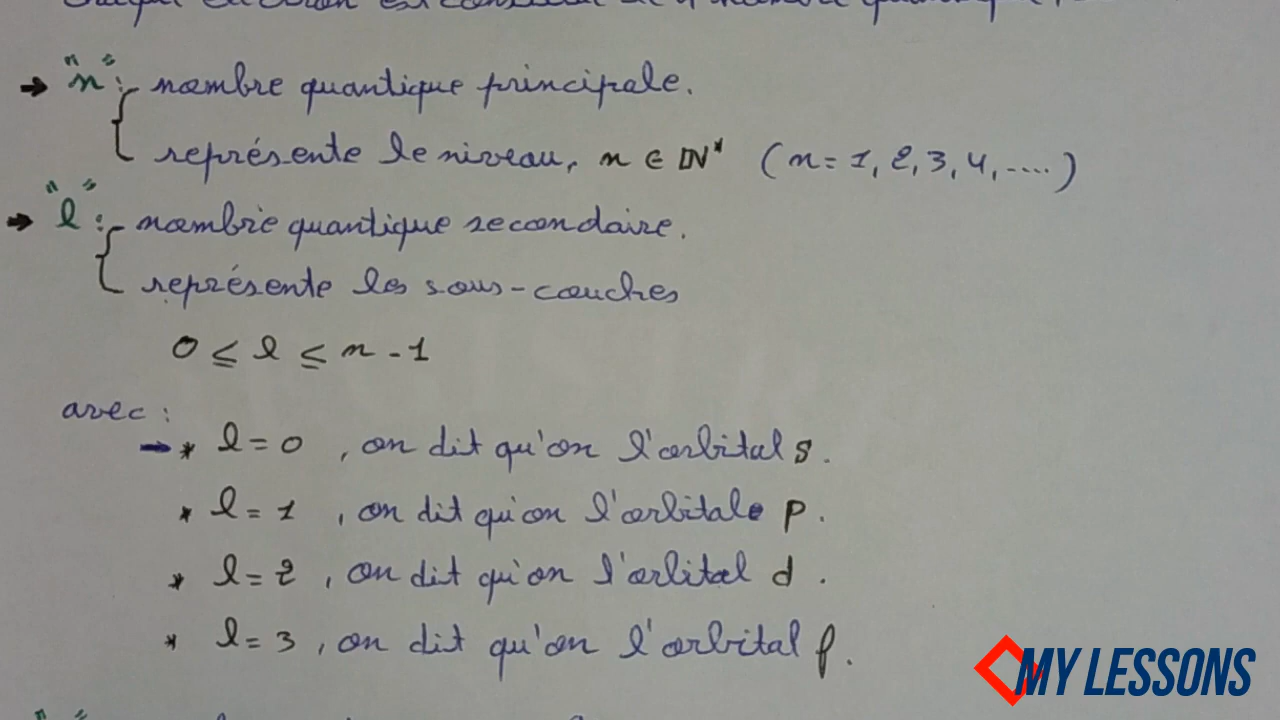 "n": nombre quantique principale.
représente le niveau, n ∈ ℕ* (n = 1, 2, 3, 4, ....)
"l": nombre quantique secondaire.
représente les sous-couches
0 ≤ l ≤ n - 1
avec :
* l = 0 , on dit qu'on l'orbital s.
* l = 1 , on dit qu'on l'orbitale p.
* l = 2 , on dit qu'on l'orbital d.
* l = 3 , on dit qu'on l'orbital f.
MY LESSONS